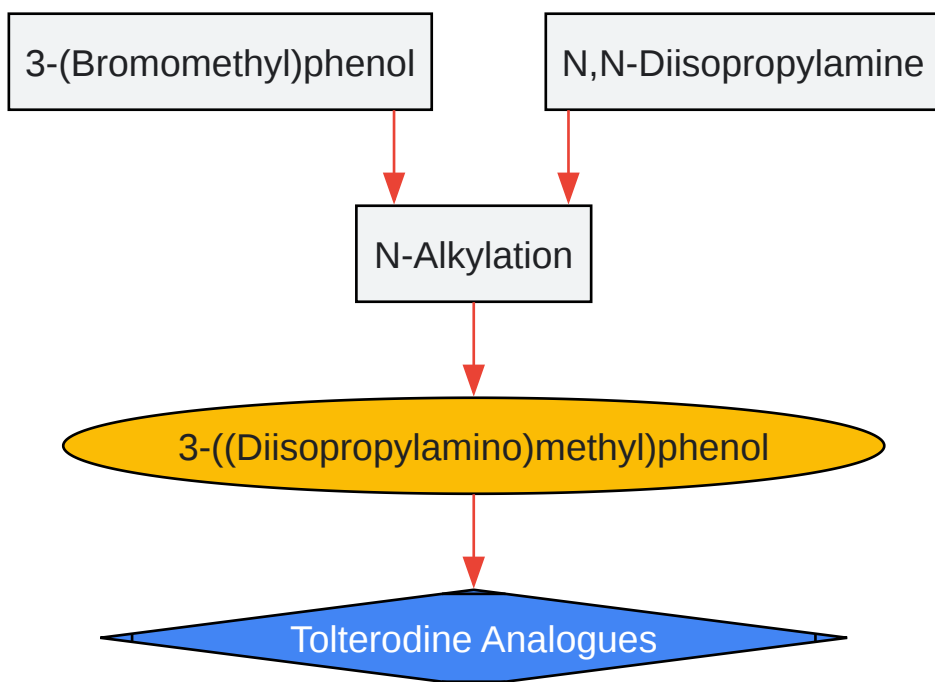 3-(Bromomethyl)phenol
N,N-Diisopropylamine
N-Alkylation
3-((Diisopropylamino)methyl)phenol
Tolterodine Analogues